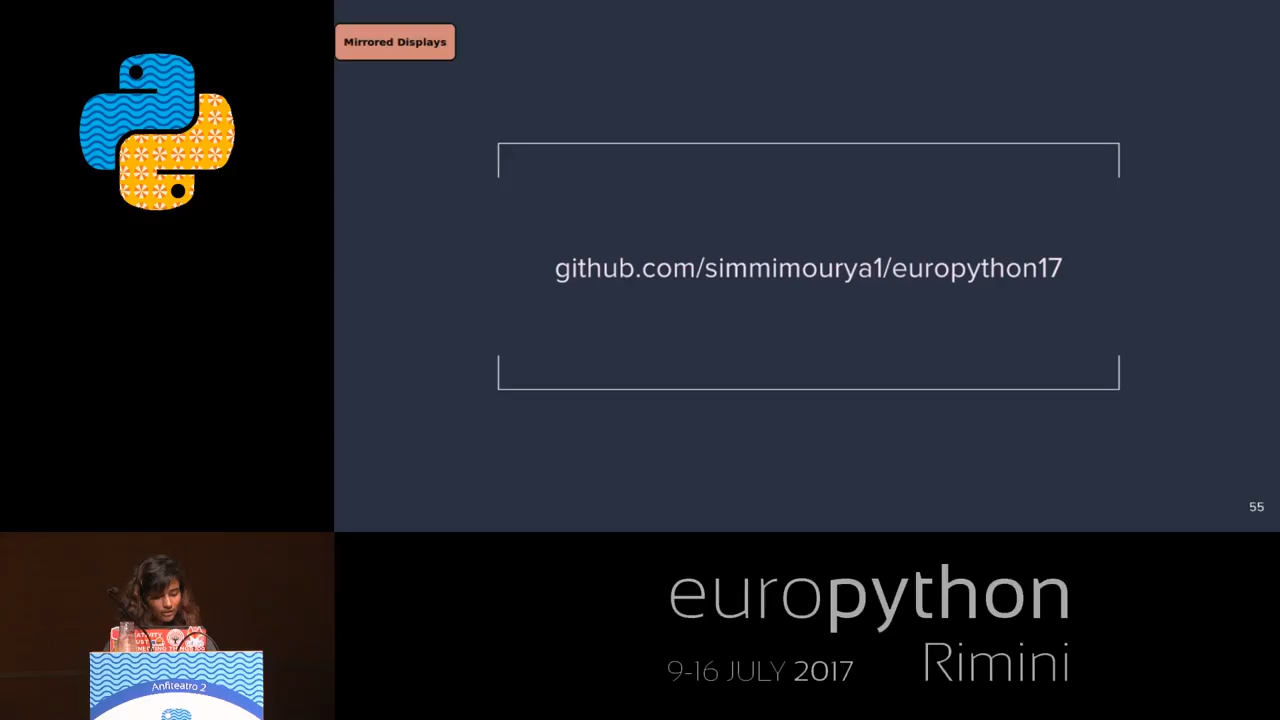 Mirrored Displays
github.com/simmimourya1/europython17
55
europython
Rimini
9-16 JULY 2017
Anfiteatro 2